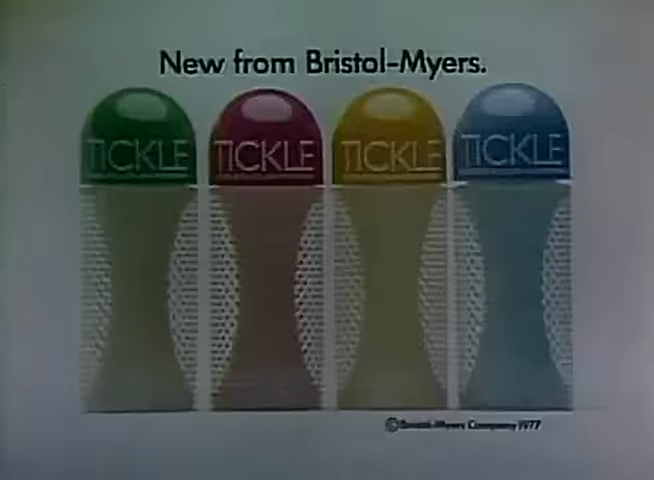 New from Bristol-Myers.
TICKLE TICKLE TICKLE TICKLE
©Bristol-Myers Company 1977